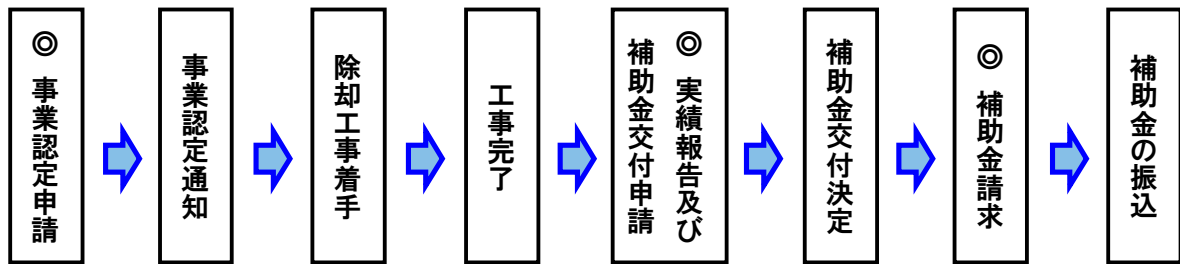 ◎ 事業認定申請
事業認定通知
除却工事着手
工事完了
◎ 実績報告及び
補助金交付申請
補助金交付決定
◎ 補助金請求
補助金の振込